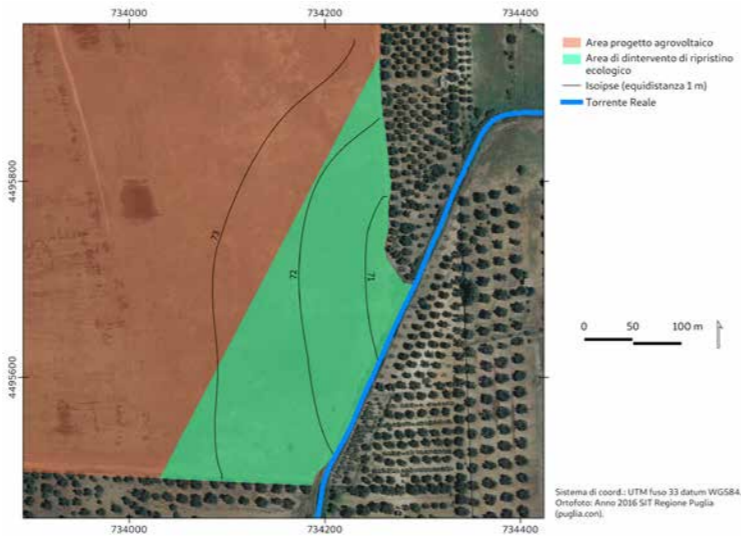 734000
734200
734400
Area progetto agrovoltaico
Area di dintervento di ripristino
ecologico
Isoipse (equidistanza 1 m)
Torrente Reale
4495800
4495600
73
72
71
0 50 100 m
734000
734200
734400
Sistema di coord.: UTM fuso 33 datum WGS84.
Ortofoto: Anno 2016 SIT Regione Puglia
(puglia.con).